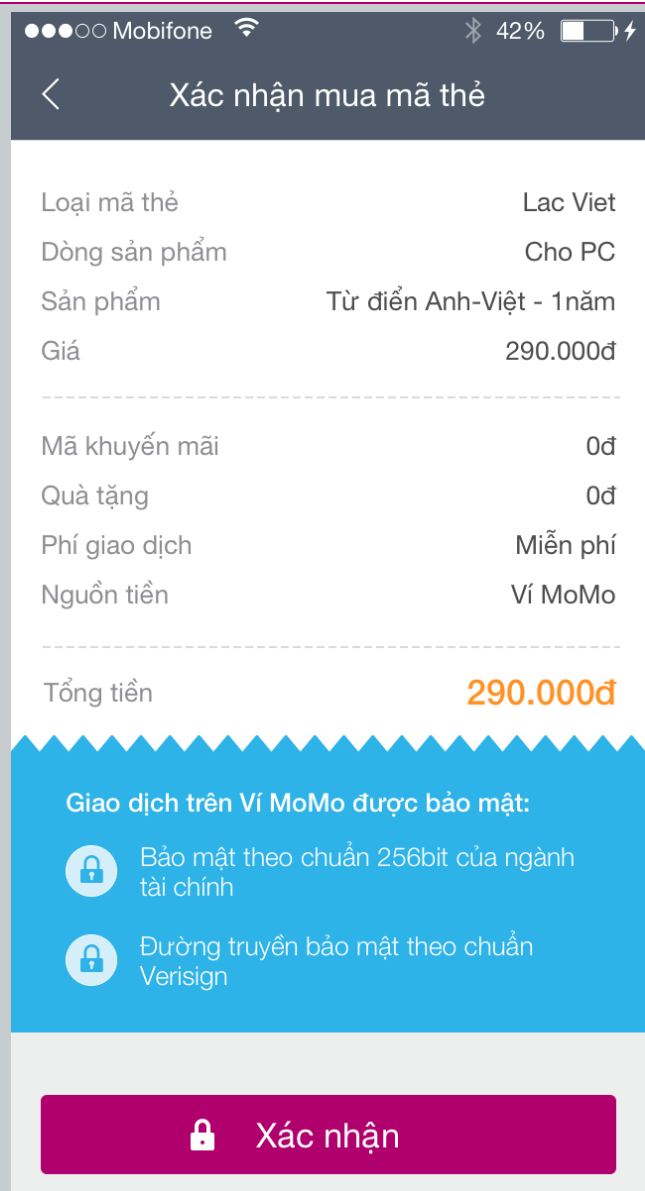 Mobifone 42%
Xác nhận mua mã thẻ
Loại mã thẻ Lac Viet
Dòng sản phẩm Cho PC
Sản phẩm Từ điển Anh-Việt - 1năm
Giá 290.000đ
Mã khuyến mãi 0đ
Quà tặng 0đ
Phí giao dịch Miễn phí
Nguồn tiền Ví MoMo
Tổng tiền 290.000đ
Giao dịch trên Ví MoMo được bảo mật:
Bảo mật theo chuẩn 256bit của ngành
tài chính
Đường truyền bảo mật theo chuẩn
Verisign
Xác nhận